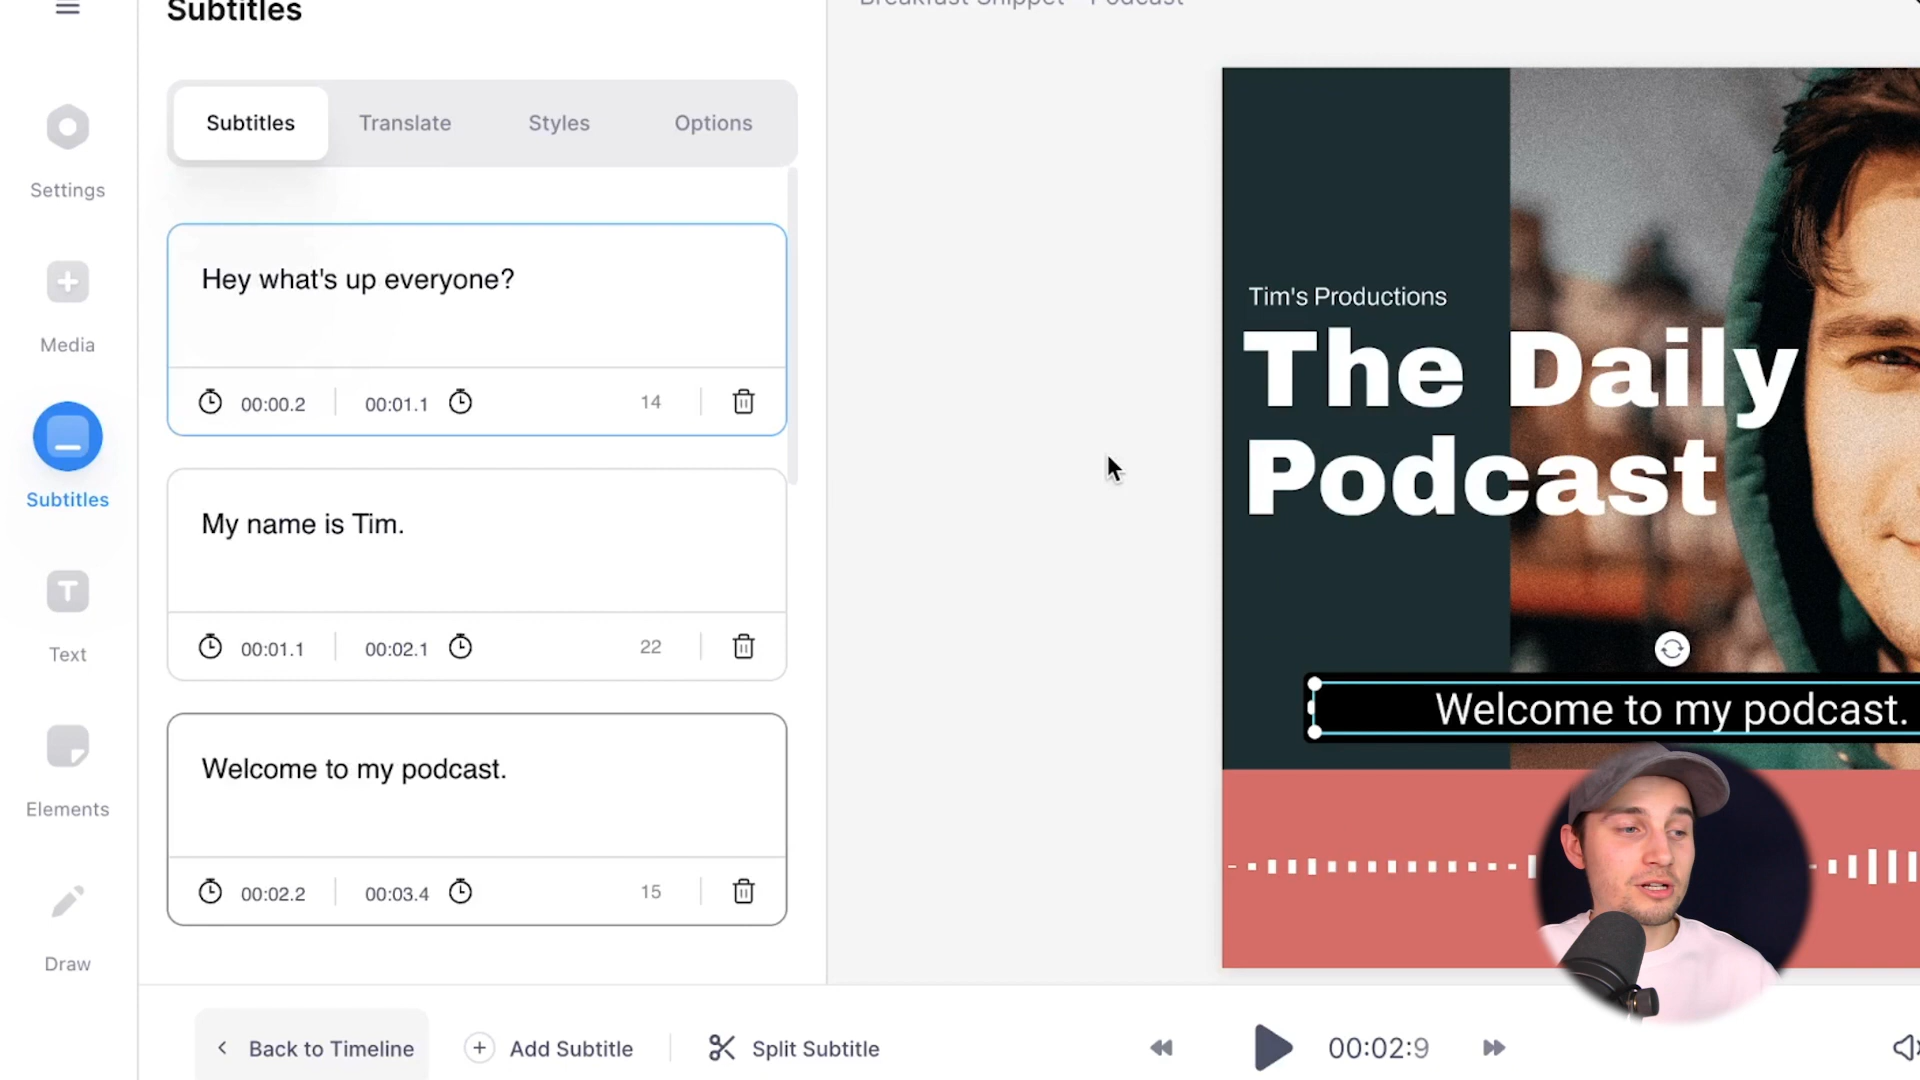 Subtitles
Breakfast Snippet - Podcast
Subtitles
Translate
Styles
Options
Settings
Media
Subtitles
Text
Elements
Draw
Hey what's up everyone?
00:00.2
00:01.1
14
My name is Tim.
00:01.1
00:02.1
22
Welcome to my podcast.
00:02.2
00:03.4
15
Tim's Productions
The Daily
Podcast
Welcome to my podcast.
Back to Timeline
Add Subtitle
Split Subtitle
00:02:9